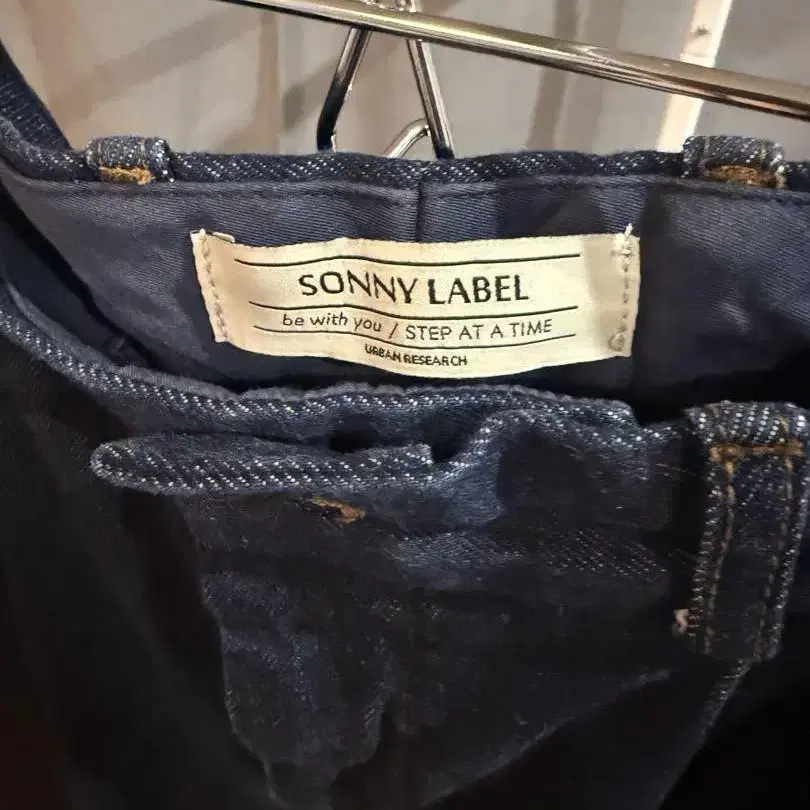 SONNY LABEL
be with you / STEP AT A TIME
URBAN RESEARCH